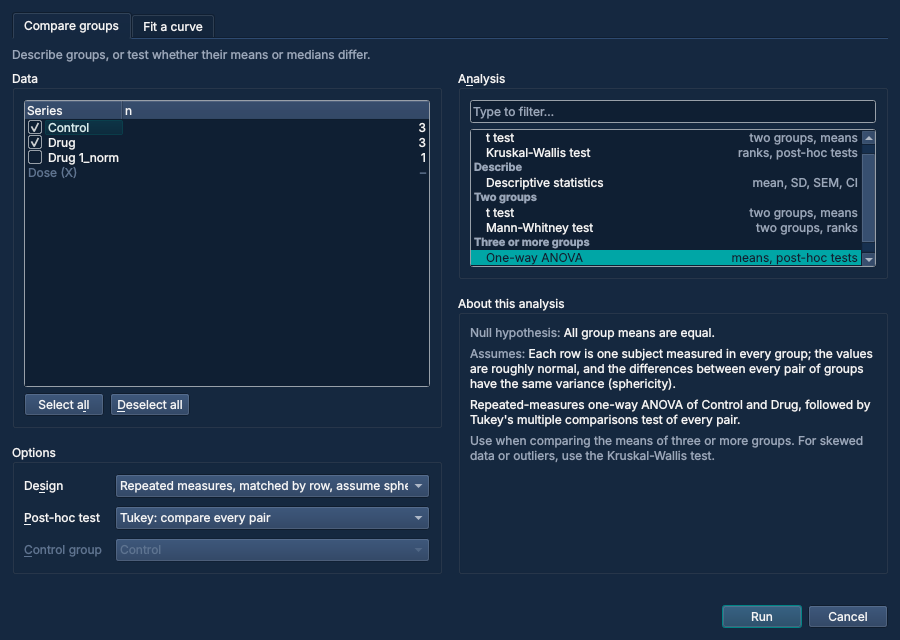 Compare groups
Fit a curve
Describe groups, or test whether their means or medians differ.
Data
Series n
Control 3
Drug 3
Drug 1_norm 1
Dose (X) –
Select all
Deselect all
Options
Design Repeated measures, matched by row, assume sphe
Post-hoc test Tukey: compare every pair
Control group Control
Analysis
Type to filter...
t test two groups, means
Kruskal-Wallis test ranks, post-hoc tests
Describe
Descriptive statistics mean, SD, SEM, CI
Two groups
t test two groups, means
Mann-Whitney test two groups, ranks
Three or more groups
One-way ANOVA means, post-hoc tests
About this analysis
Null hypothesis: All group means are equal.
Assumes: Each row is one subject measured in every group; the values
are roughly normal, and the differences between every pair of groups
have the same variance (sphericity).
Repeated-measures one-way ANOVA of Control and Drug, followed by
Tukey's multiple comparisons test of every pair.
Use when comparing the means of three or more groups. For skewed
data or outliers, use the Kruskal-Wallis test.
Run
Cancel